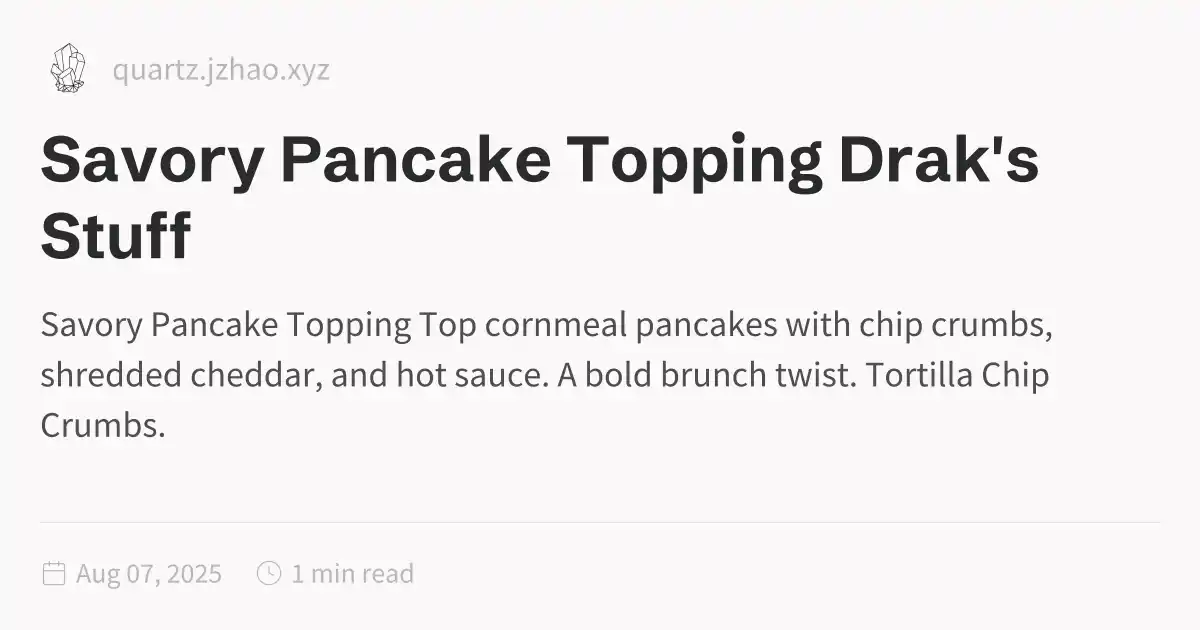 quartz.jzhao.xyz
Savory Pancake Topping Drak's
Stuff
Savory Pancake Topping Top cornmeal pancakes with chip crumbs,
shredded cheddar, and hot sauce. A bold brunch twist. Tortilla Chip
Crumbs.
Aug 07, 2025 1 min read